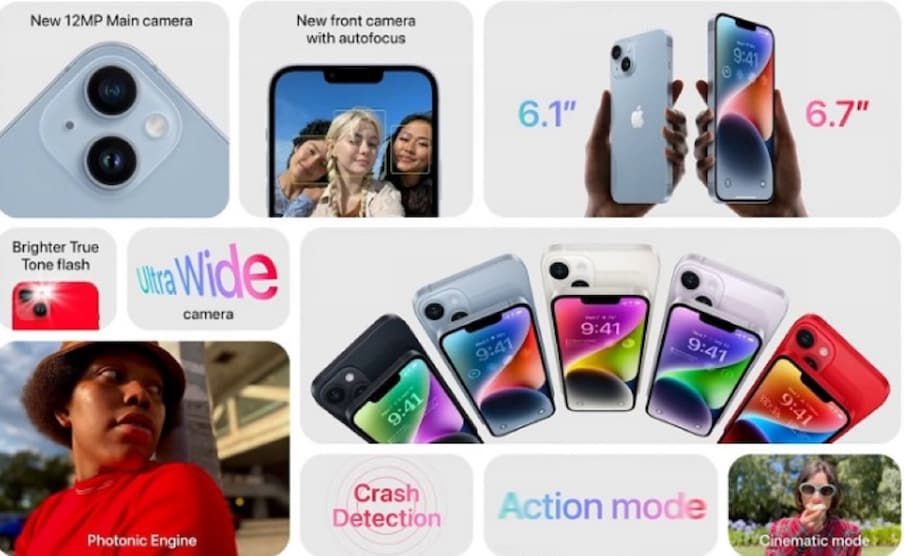 New 12MP Main camera
New front camera
with autofocus
6.1″
6.7″
9:41
Brighter True
Tone flash
Ultra Wide
camera
9:41
9:41
9:41
9:41
9:41
Photonic Engine
Crash
Detection
Action mode
Cinematic mode